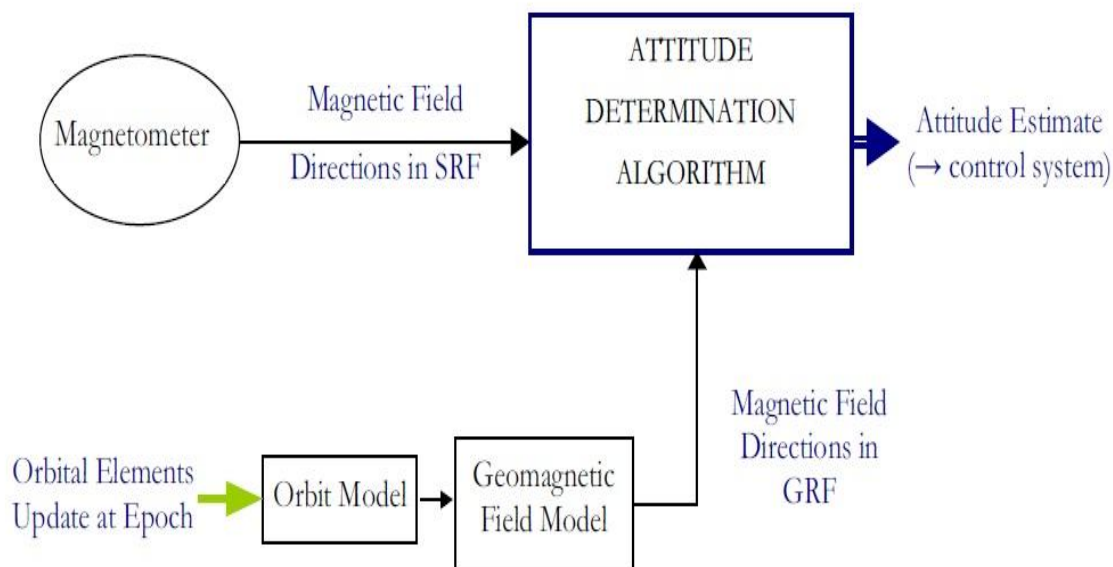 ATTITUDE
DETERMINATION
ALGORITHM
Magnetometer
Magnetic Field
Directions in SRF
Attitude Estimate
(→ control system)
Magnetic Field
Directions in
GRF
Orbital Elements
Update at Epoch
Orbit Model
Geomagnetic
Field Model